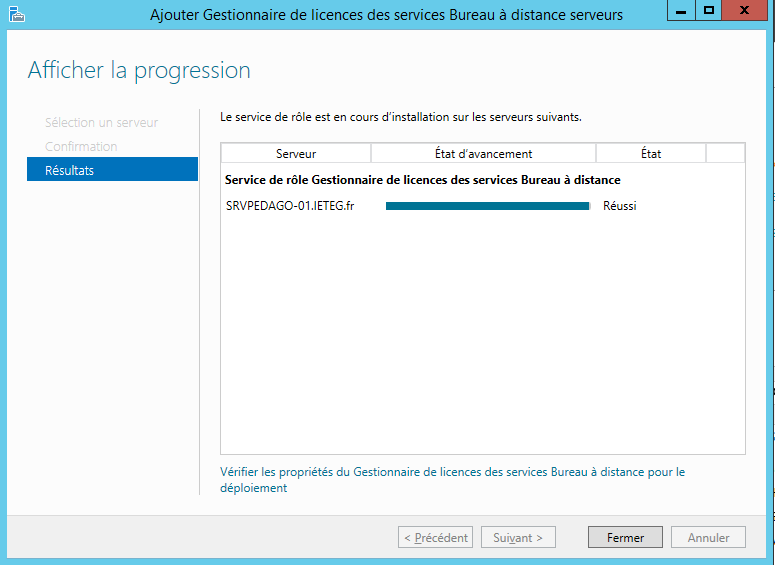 Ajouter Gestionnaire de licences des services Bureau à distance serveurs
Afficher la progression
Sélection un serveur
Confirmation
Résultats
Le service de rôle est en cours d'installation sur les serveurs suivants.
Serveur État d'avancement État
Service de rôle Gestionnaire de licences des services Bureau à distance
SRVPEDAGO-01.IETEG.fr Réussi
Vérifier les propriétés du Gestionnaire de licences des services Bureau à distance pour le
déploiement
< Précédent Suivant > Fermer Annuler